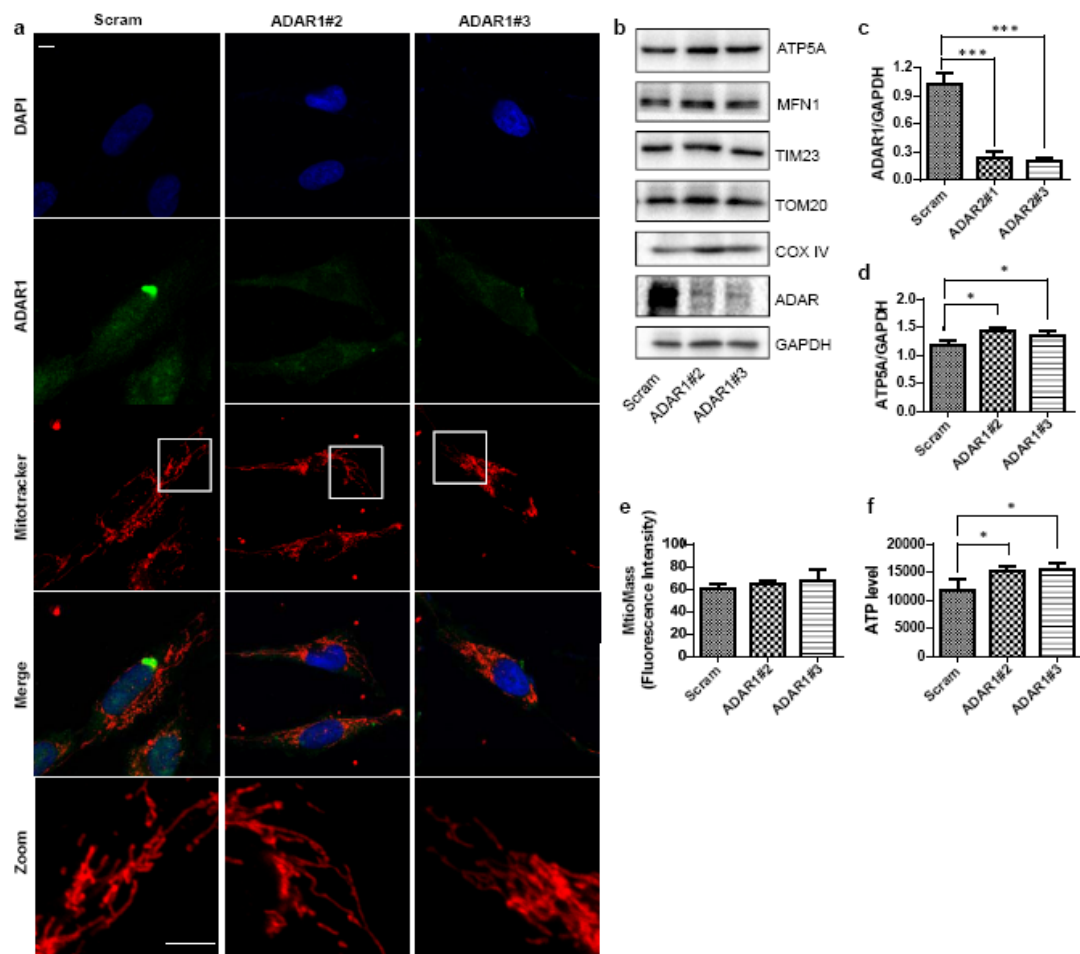 a
Scram
ADAR1#2
ADAR1#3
DAPI
ADAR1
Mitotracker
Merge
Zoom
b
ATP5A
MFN1
TIM23
TOM20
COX IV
ADAR
GAPDH
Scram
ADAR1#2
ADAR1#3
c
***
***
ADAR1/GAPDH
1.2
0.9
0.6
0.3
0.0
Scram
ADAR2#1
ADAR2#3
d
*
*
ATP5A/GAPDH
2.0
1.5
1.0
0.5
0.0
Scram
ADAR1#2
ADAR1#3
e
MtioMass
(Fluorescence Intensity)
100
80
60
40
20
0
Scram
ADAR1#2
ADAR1#3
f
*
*
ATP level
20000
15000
10000
5000
0
Scram
ADAR1#2
ADAR1#3